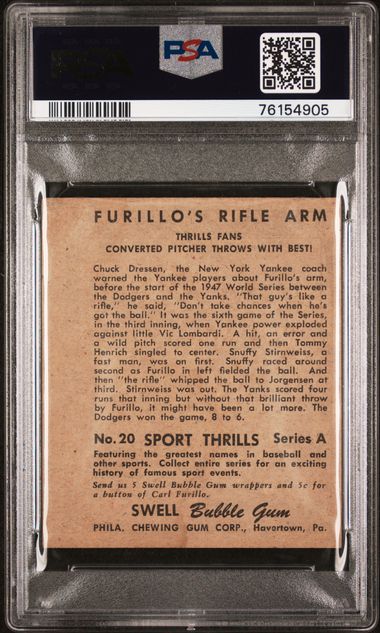 PSA
PSA
76154905
FURILLO'S RIFLE ARM
THRILLS FANS
CONVERTED PITCHER THROWS WITH BEST!
Chuck Dressen, the New York Yankee coach
warned the Yankee players about Furillo's arm,
before the start of the 1947 World Series between
the Dodgers and the Yanks. "That guy's like a
rifle," he said, "Don't take chances when he's
got the ball." It was the sixth game of the Series,
in the third inning, when Yankee power exploded
against little Vic Lombardi. A hit, an error and
a wild pitch scored one run and then Tommy
Henrich singled to center. Snuffy Stirnweiss, a
fast man, was on first. Snuffy raced around
second as Furillo in left fielded the ball. And
then "the rifle" whipped the ball to Jorgensen at
third. Stirnweiss was out. The Yanks scored four
runs that inning but without that brilliant throw
by Furillo, it might have been a lot more. The
Dodgers won the game, 8 to 6.
No. 20 SPORT THRILLS Series A
Featuring the greatest names in baseball and
other sports. Collect entire series for an exciting
history of famous sport events.
Send us 5 Swell Bubble Gum wrappers and 5c for
a button of Carl Furillo.
SWELL Bubble Gum
PHILA. CHEWING GUM CORP., Havertown, Pa.